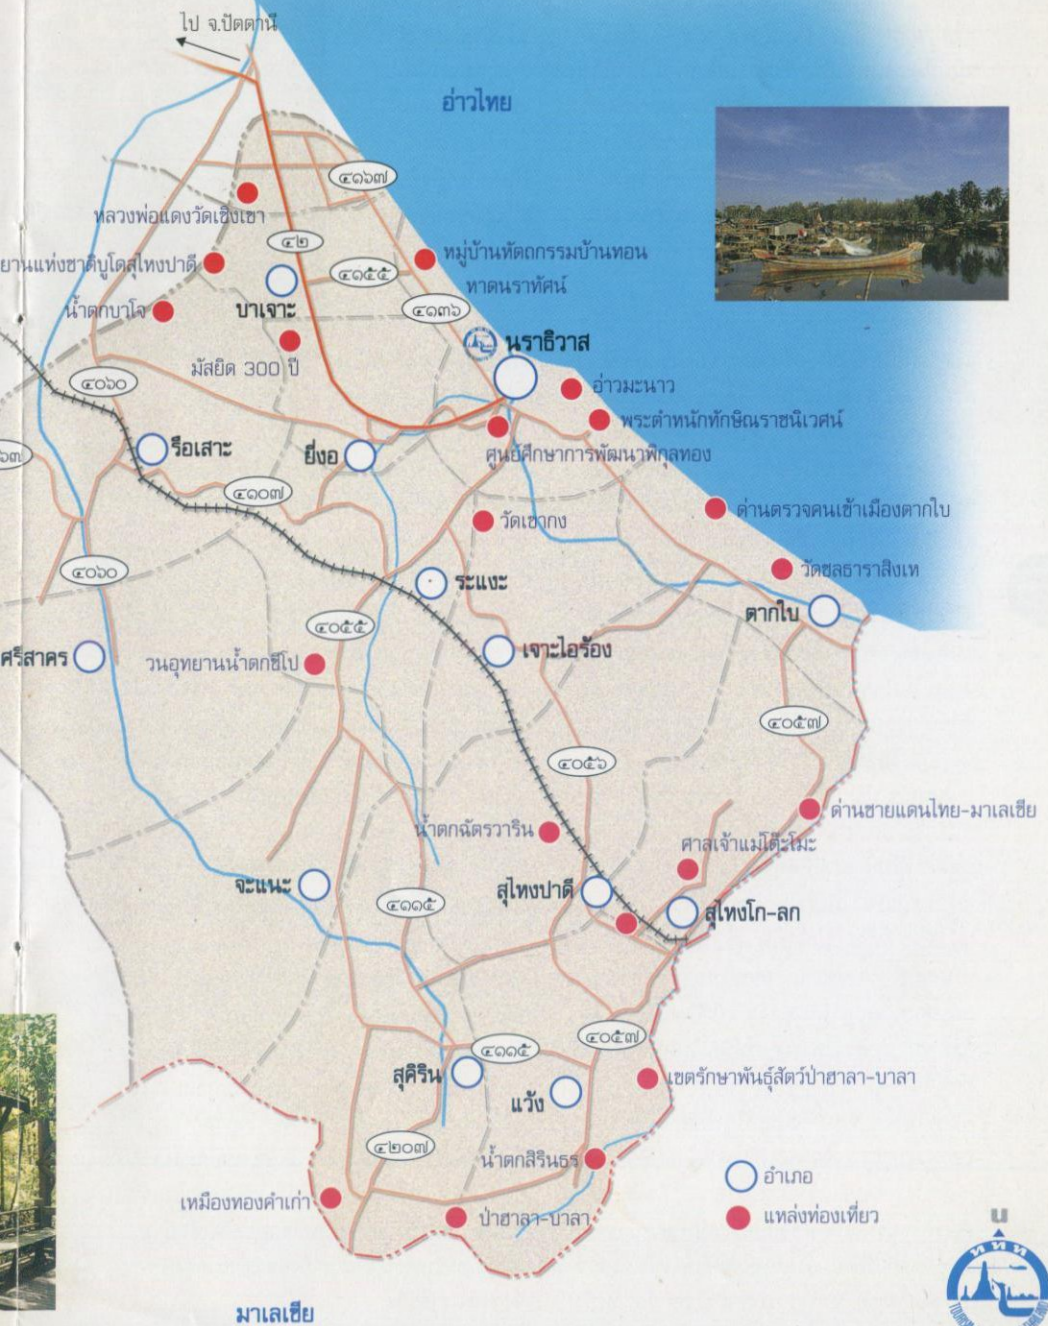 ไป จ.ปัตตานี
อ่าวไทย
๔๑๖๗
หลวงพ่อแดงวัดเชิงเขา
๔๒
ยานแห่งชาติบูโดสุไหงปาดี
หมู่บ้านหัตถกรรมบ้านทอน
๔๑๕๕
หาดนราทัศน์
น้ำตกบาโจ
บาเจาะ
๔๑๓๖
นราธิวาส
มัสยิด 300 ปี
๔๐๖๐
อ่าวมะนาว
พระตำหนักทักษิณราชนิเวศน์
รือเสาะ
ยี่งอ
ศูนย์ศึกษาการพัฒนาพิกุลทอง
๔๑๐๗
ด่านตรวจคนเข้าเมืองตากใบ
วัดเขากง
๔๐๖๐
วัดชลธาราสิงเห
ระแงะ
ตากใบ
๔๐๕๕
ศรีสาคร
เจาะไอร้อง
วนอุทยานน้ำตกซีโป
๔๐๕๗
๔๐๕๖
ด่านชายแดนไทย-มาเลเซีย
น้ำตกฉัตรวาริน
ศาลเจ้าแม่โต๊ะโมะ
จะแนะ
สุไหงปาดี
๔๑๑๕
สุไหงโก-ลก
๔๐๕๗
๔๑๑๕
สุคิริน
เขตรักษาพันธุ์สัตว์ป่าฮาลา-บาลา
แว้ง
๔๒๐๗
น้ำตกสิรินธร
อำเภอ
เหมืองทองคำเก่า
ป่าฮาลา-บาลา
แหล่งท่องเที่ยว
น
ททท
มาเลเซีย